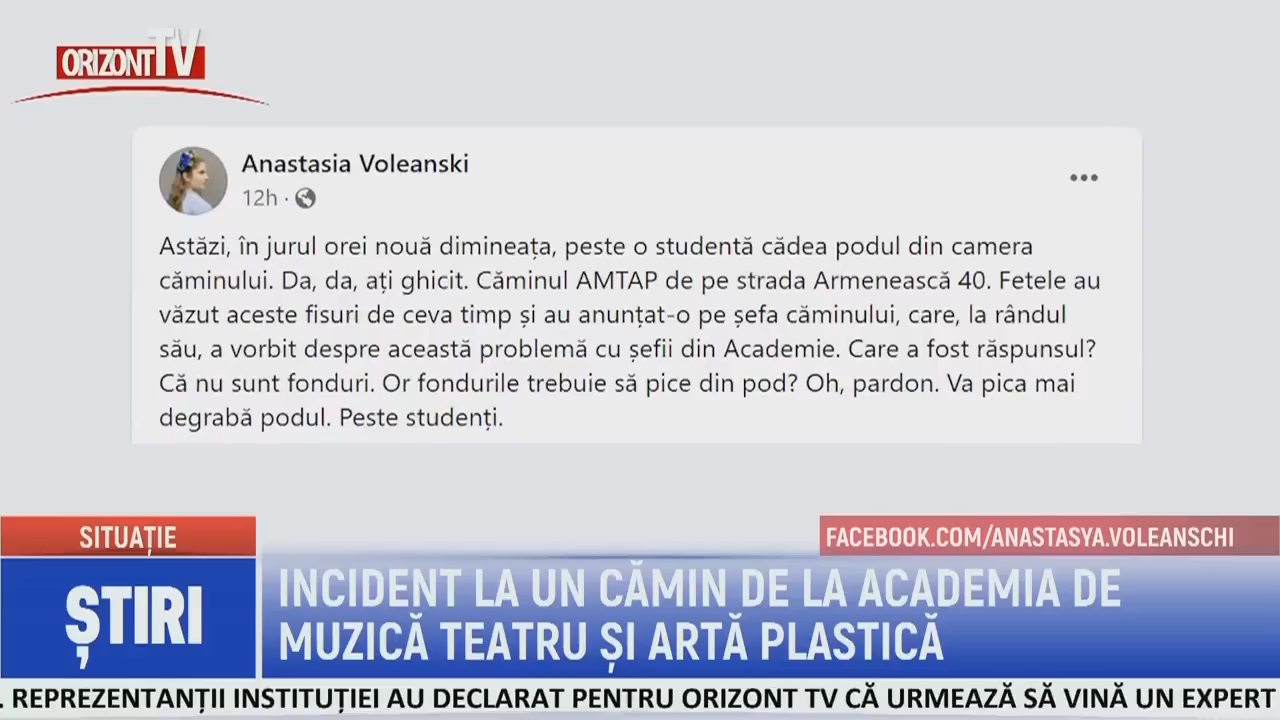 ORIZONT TV
Anastasia Voleanski
12h ·
Astăzi, în jurul orei nouă dimineața, peste o studentă cădea podul din camera
căminului. Da, da, ați ghicit. Căminul AMTAP de pe strada Armenească 40. Fetele au
văzut aceste fisuri de ceva timp și au anunțat-o pe șefa căminului, care, la rândul
său, a vorbit despre această problemă cu șefii din Academie. Care a fost răspunsul?
Că nu sunt fonduri. Or fondurile trebuie să pice din pod? Oh, pardon. Va pica mai
degrabă podul. Peste studenți.
SITUAȚIE
FACEBOOK.COM/ANASTASYA.VOLEANSCHI
ȘTIRI
INCIDENT LA UN CĂMIN DE LA ACADEMIA DE
MUZICĂ TEATRU ȘI ARTĂ PLASTICĂ
. REPREZENTANȚII INSTITUȚIEI AU DECLARAT PENTRU ORIZONT TV CĂ URMEAZĂ SĂ VINĂ UN EXPERT